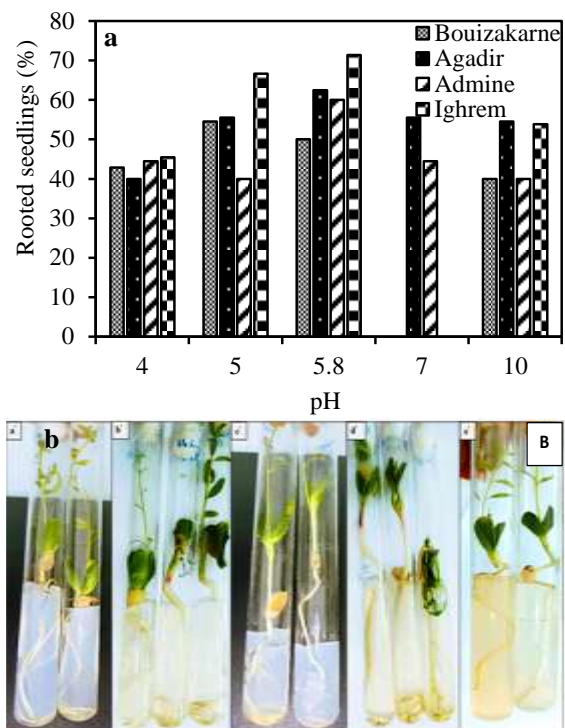 80
70
60
50
40
30
20
10
0
Rooted seedlings (%)
a
Bouizakarne
Agadir
Admine
Ighrem
4 5 5.8 7 10
pH
b
B
a'
b'
c'
d'
e'